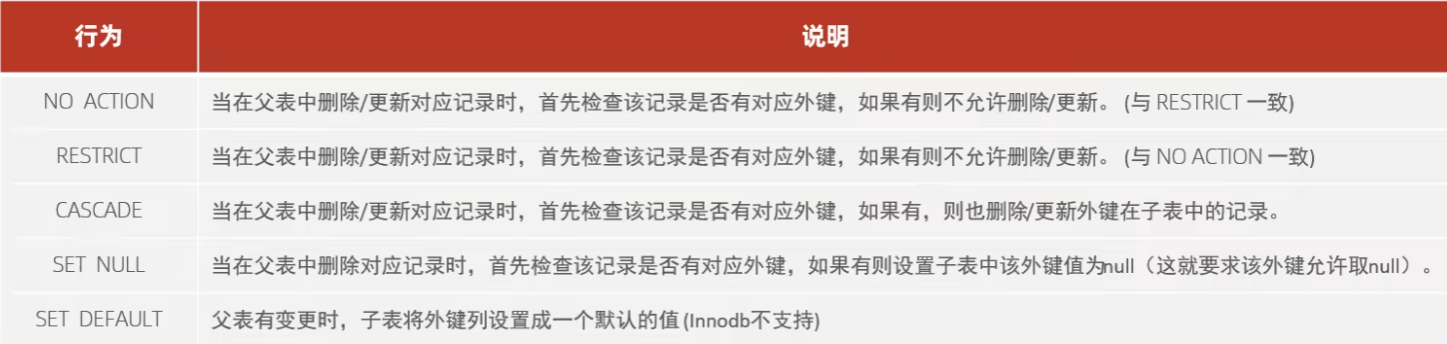 行为 说明
NO ACTION 当在父表中删除/更新对应记录时，首先检查该记录是否有对应外键，如果有则不允许删除/更新。 (与 RESTRICT 一致)
RESTRICT 当在父表中删除/更新对应记录时，首先检查该记录是否有对应外键，如果有则不允许删除/更新。 (与 NO ACTION 一致)
CASCADE 当在父表中删除/更新对应记录时，首先检查该记录是否有对应外键，如果有，则也删除/更新外键在子表中的记录。
SET NULL 当在父表中删除对应记录时，首先检查该记录是否有对应外键，如果有则设置子表中该外键值为null（这就要求该外键允许取null）。
SET DEFAULT 父表有变更时，子表将外键列设置成一个默认的值 (Innodb不支持)